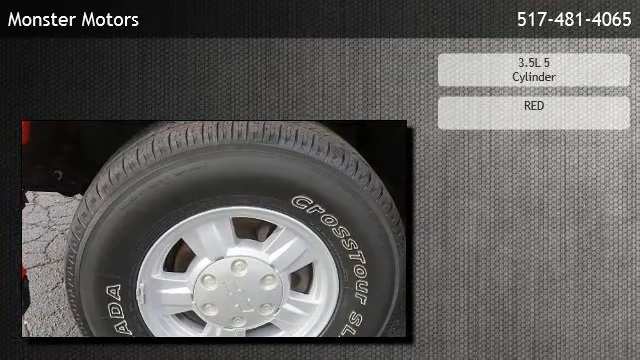 Monster Motors
517-481-4065
3.5L 5
Cylinder
RED
CROSSTOUR SL
ADA